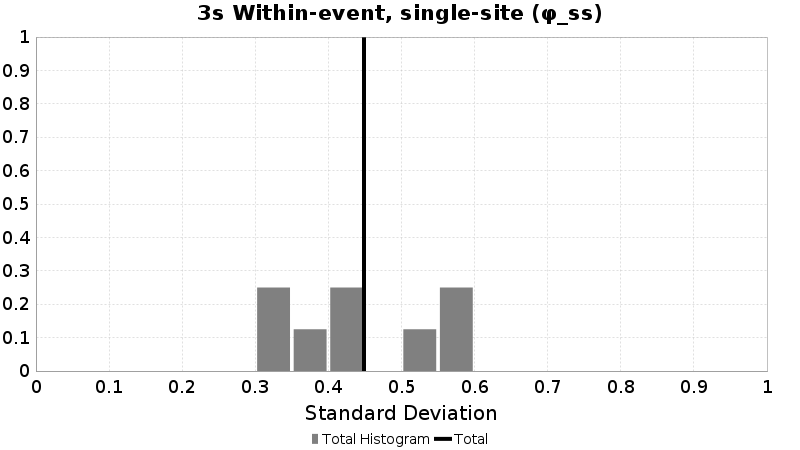 3s Within-event, single-site (φ_ss)
1
0.9
0.8
0.7
0.6
0.5
0.4
0.3
0.2
0.1
0
0 0.1 0.2 0.3 0.4 0.5 0.6 0.7 0.8 0.9 1
Standard Deviation
Total Histogram Total